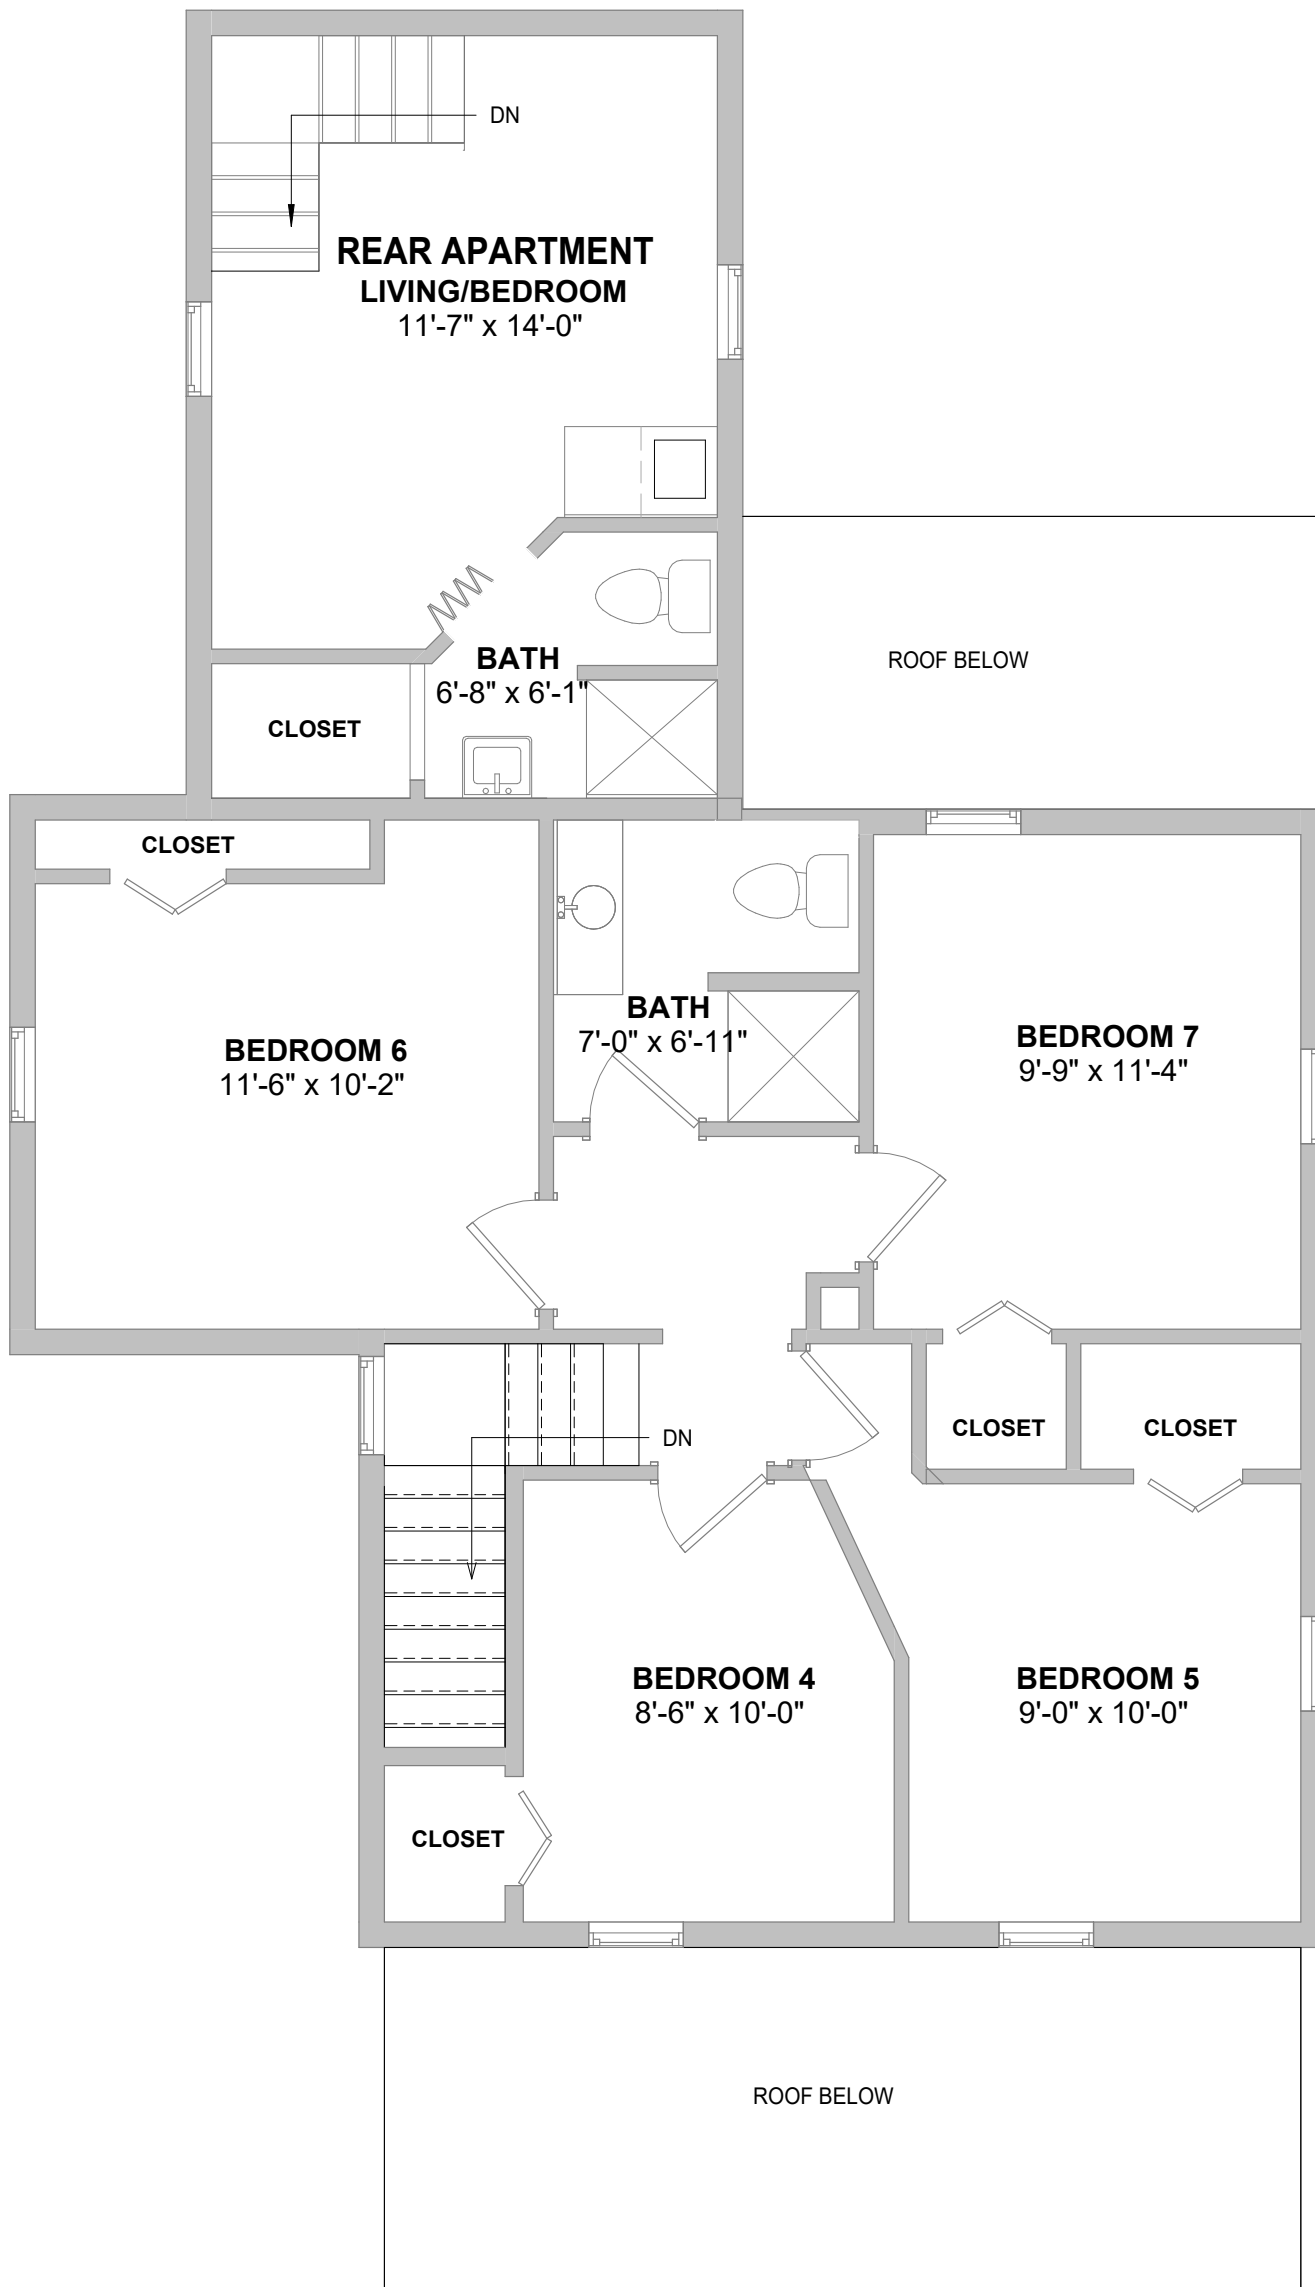 DN
REAR APARTMENT
LIVING/BEDROOM
11'-7" x 14'-0"
ROOF BELOW
BATH
6'-8" x 6'-1"
CLOSET
CLOSET
BATH
7'-0" x 6'-11"
BEDROOM 6
11'-6" x 10'-2"
BEDROOM 7
9'-9" x 11'-4"
CLOSET
CLOSET
DN
BEDROOM 4
8'-6" x 10'-0"
BEDROOM 5
9'-0" x 10'-0"
CLOSET
ROOF BELOW